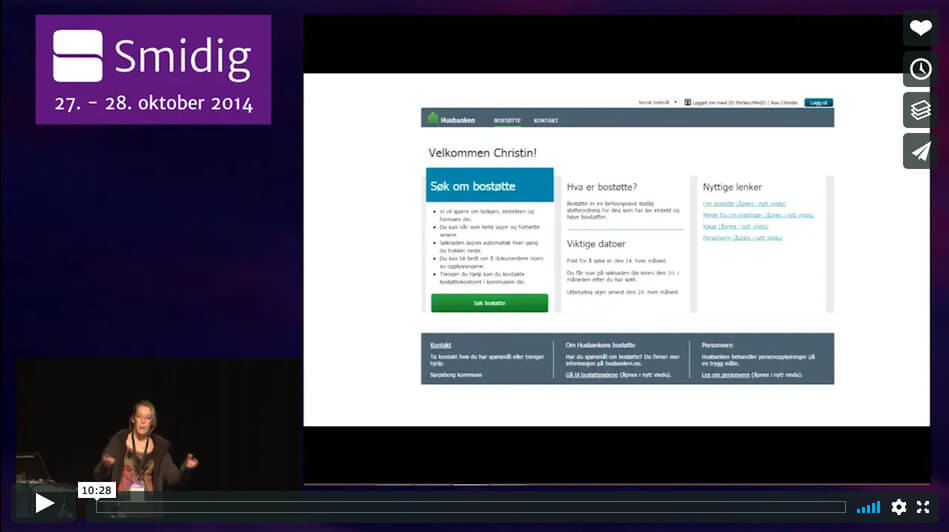 Smidig
27. - 28. oktober 2014
Norsk bokmål
Logget inn med ID-Porten/MinID | Navn Christin
Logg ut
Husbanken
BOSTØTTE
KONTAKT
Velkommen Christin!
Søk om bostøtte
Vi vil spørre om boligen, inntekten og
formuen din.
Du kan når som helst lagre og fortsette
senere.
Søknaden lagres automatisk hver gang
du trykker neste.
Du kan bli bedt om å dokumentere noen
av opplysningene.
Trenger du hjelp kan du kontakte
bostøttekontoret i kommunen din.
Søk bostøtte
Hva er bostøtte?
Bostøtte er en behovsprøvd statlig
støtteordning for deg som har lav inntekt og
høye boutgifter.
Viktige datoer
Frist for å søke er den 14. hver måned.
Du får svar på søknaden din innen den 10. i
måneden etter du har søkt.
Utbetaling skjer senest den 20. hver måned.
Nyttige lenker
Om bostøtte (åpnes i nytt vindu)
Melde fra om endringer (åpnes i nytt vindu)
Klage (åpnes i nytt vindu)
Personvern (åpnes i nytt vindu)
Kontakt
Ta kontakt hvis du har spørsmål eller trenger
hjelp.
Sarpsborg kommune
Om Husbankens bostøtte
Har du spørsmål om bostøtte? Du finner mer
informasjon på husbanken.no.
Gå til bostøttesidene (åpnes i nytt vindu).
Personvern
Husbanken behandler personopplysninger på
en trygg måte.
Les om personvern (åpnes i nytt vindu).
10:28